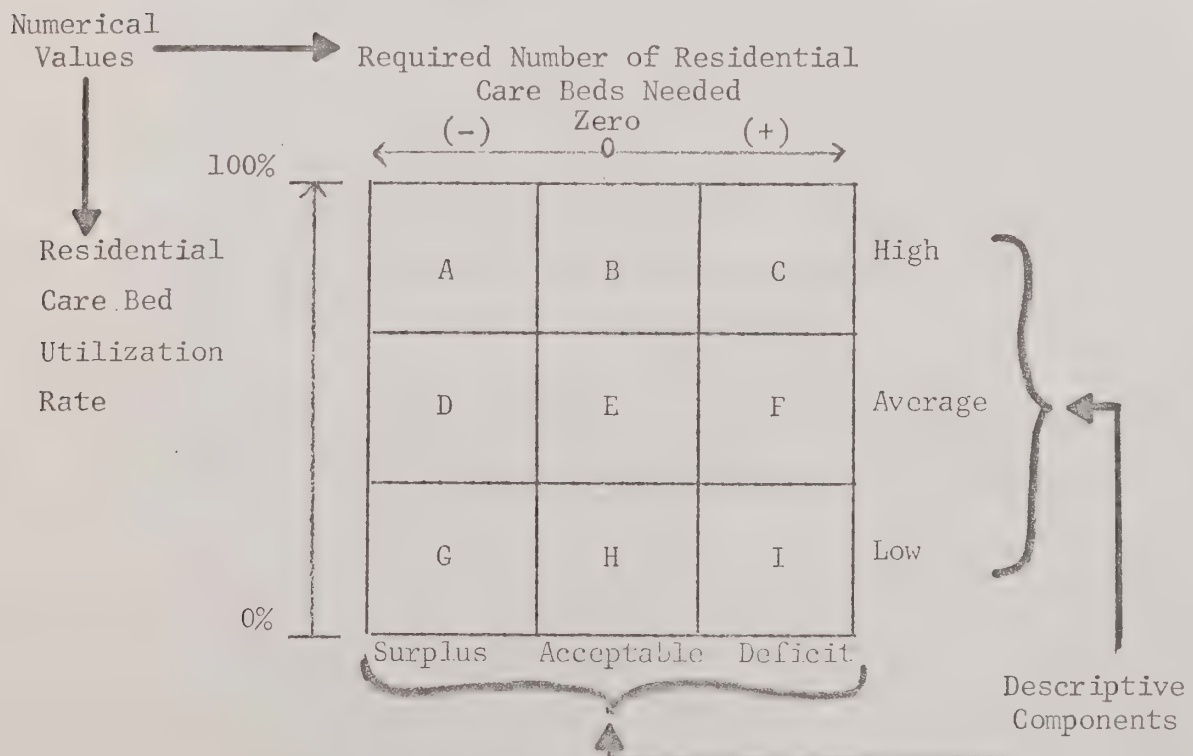 Numerical
Values
Required Number of Residential
Care Beds Needed
Zero
(-) 0 (+)
100%
Residential
Care Bed
Utilization
Rate
A B C High
D E F Average
G H I Low
0%
Surplus Acceptable Deficit
Descriptive
Components